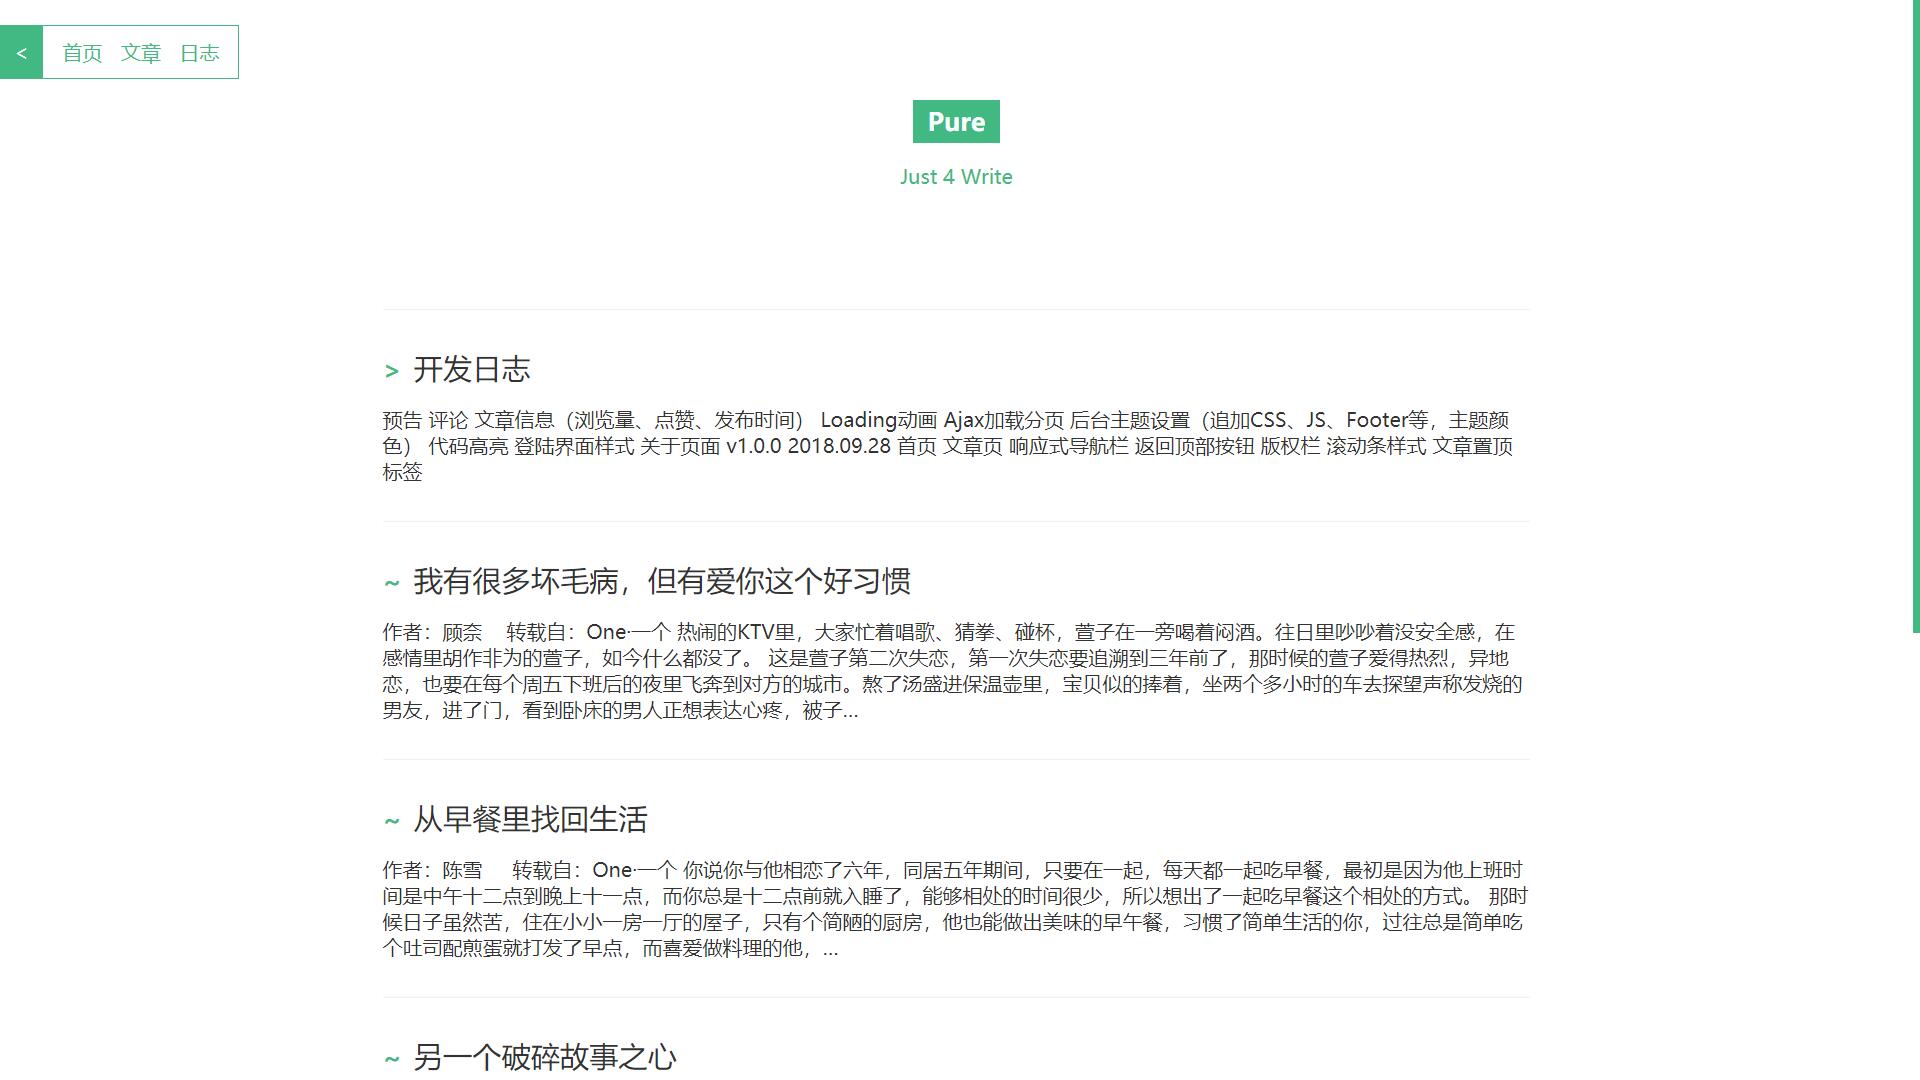 < 首页 文章 日志
Pure
Just 4 Write
> 开发日志
预告 评论 文章信息（浏览量、点赞、发布时间） Loading动画 Ajax加载分页 后台主题设置（追加CSS、JS、Footer等，主题颜
色） 代码高亮 登陆界面样式 关于页面 v1.0.0 2018.09.28 首页 文章页 响应式导航栏 返回顶部按钮 版权栏 滚动条样式 文章置顶
标签
~ 我有很多坏毛病，但有爱你这个好习惯
作者：顾奈 转载自：One·一个 热闹的KTV里，大家忙着唱歌、猜拳、碰杯，萱子在一旁喝着闷酒。往日里吵吵着没安全感，在
感情里胡作非为的萱子，如今什么都没了。 这是萱子第二次失恋，第一次失恋要追溯到三年前了，那时候的萱子爱得热烈，异地
恋，也要在每个周五下班后的夜里飞奔到对方的城市。熬了汤盛进保温壶里，宝贝似的捧着，坐两个多小时的车去探望声称发烧的
男友，进了门，看到卧床的男人正想表达心疼，被子...
~ 从早餐里找回生活
作者：陈雪 转载自：One·一个 你说你与他相恋了六年，同居五年期间，只要在一起，每天都一起吃早餐，最初是因为他上班时
间是中午十二点到晚上十一点，而你总是十二点前就入睡了，能够相处的时间很少，所以想出了一起吃早餐这个相处的方式。 那时
候日子虽然苦，住在小小一房一厅的屋子，只有个简陋的厨房，他也能做出美味的早午餐，习惯了简单生活的你，过往总是简单吃
个吐司配煎蛋就打发了早点，而喜爱做料理的他，...
~ 另一个破碎故事之心